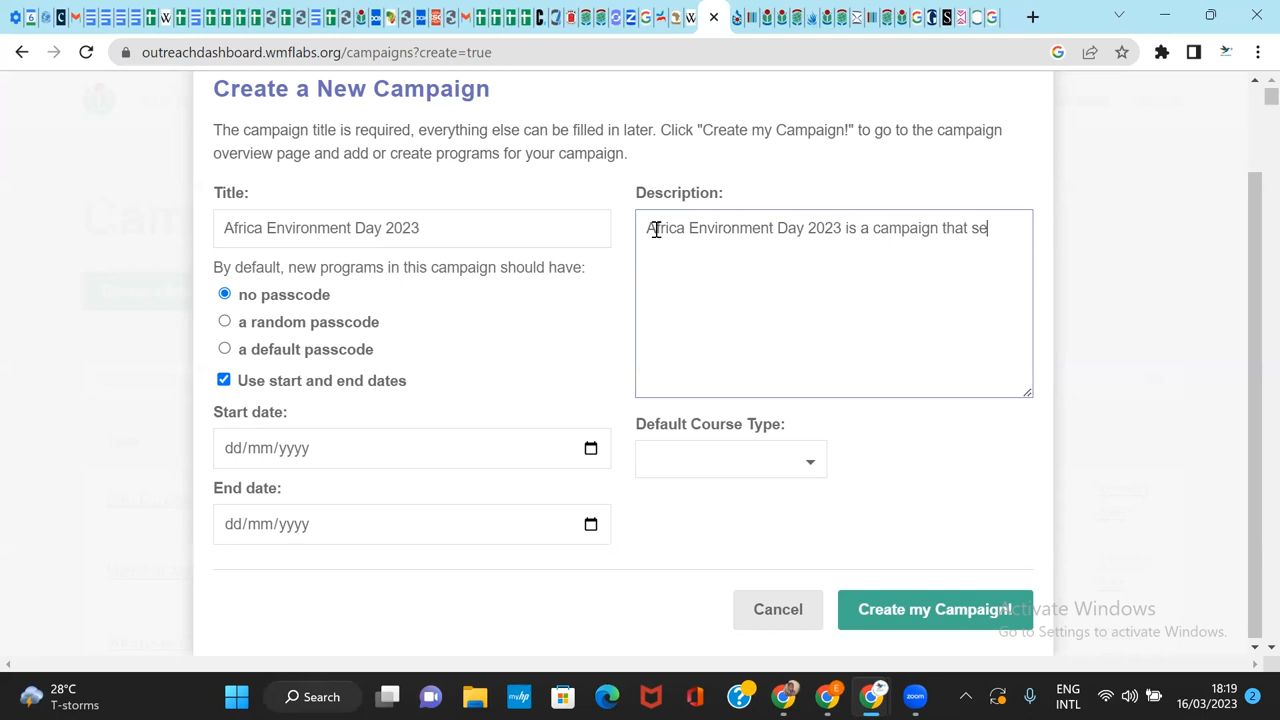 outreachdashboard.wmflabs.org/campaigns?create=true
Create a New Campaign
The campaign title is required, everything else can be filled in later. Click "Create my Campaign!" to go to the campaign
overview page and add or create programs for your campaign.
Title:
Africa Environment Day 2023
By default, new programs in this campaign should have:
no passcode
a random passcode
a default passcode
Use start and end dates
Start date:
dd/mm/yyyy
End date:
dd/mm/yyyy
Description:
Africa Environment Day 2023 is a campaign that se
Default Course Type:
Cancel
Create my Campaign!
Activate Windows
Go to Settings to activate Windows.
28°C
T-storms
Search
myhp
zoom
ENG
INTL
18:19
16/03/2023
2